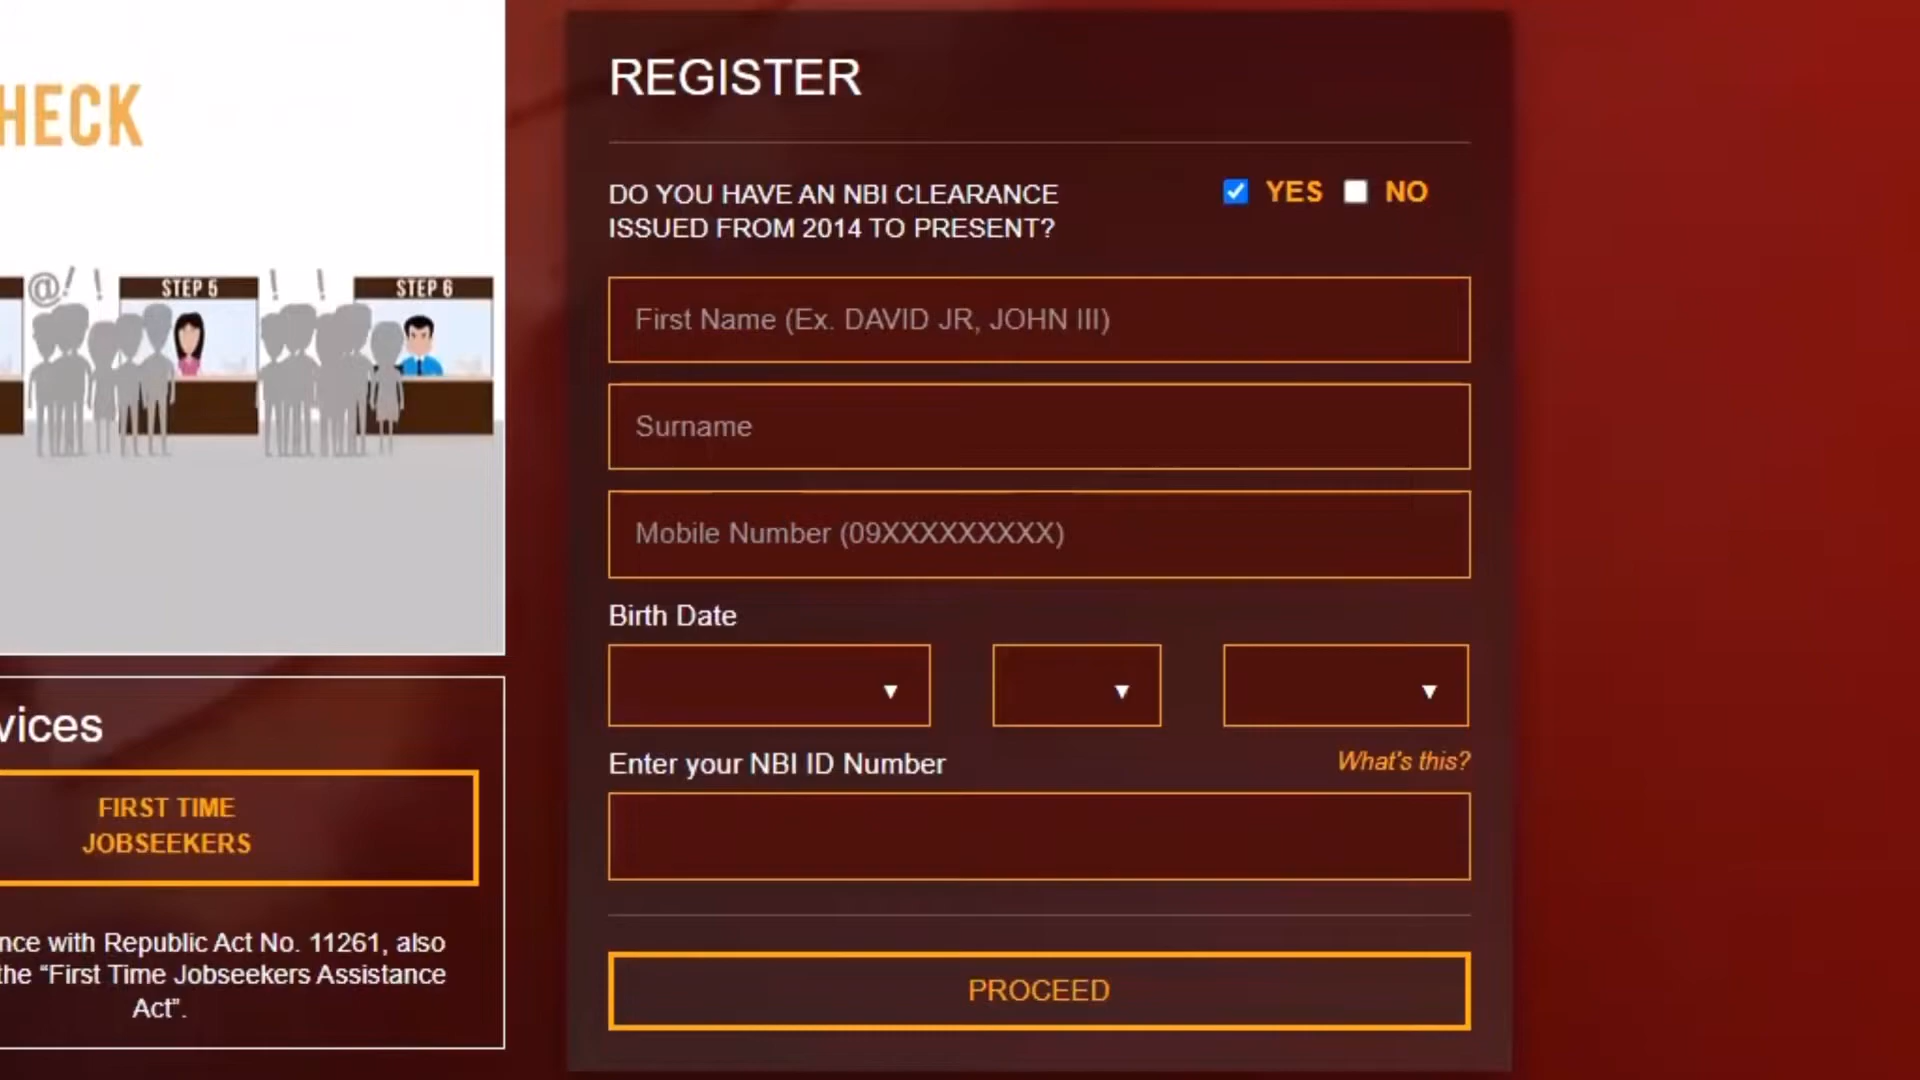 HECK
@! !
STEP 5
! !
STEP 6
vices
FIRST TIME
JOBSEEKERS
nce with Republic Act No. 11261, also
the “First Time Jobseekers Assistance
Act”.
REGISTER
DO YOU HAVE AN NBI CLEARANCE
ISSUED FROM 2014 TO PRESENT?
YES NO
First Name (Ex. DAVID JR, JOHN III)
Surname
Mobile Number (09XXXXXXXXX)
Birth Date
Enter your NBI ID Number
What's this?
PROCEED